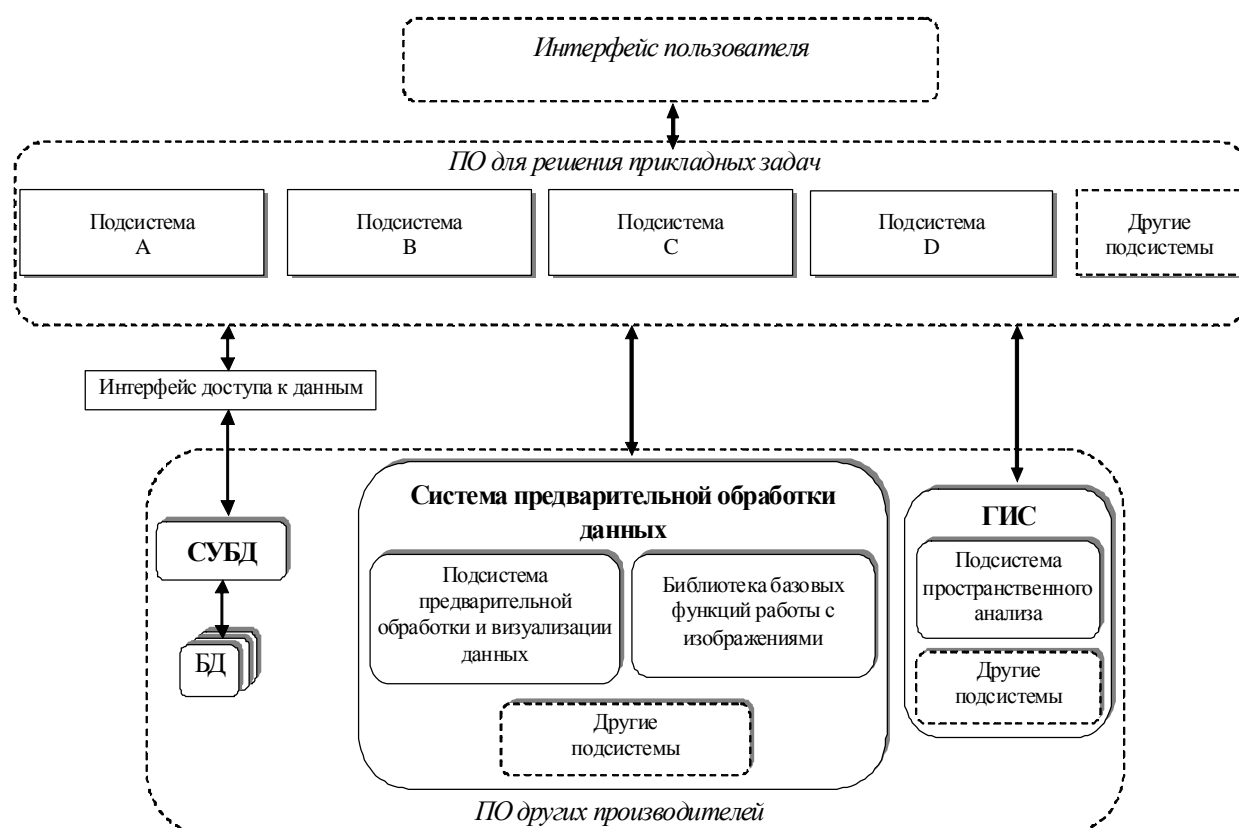 Интерфейс пользователя
ПО для решения прикладных задач
Подсистема
A
Подсистема
B
Подсистема
C
Подсистема
D
Другие
подсистемы
Интерфейс доступа к данным
СУБД
БД
Система предварительной обработки
данных
Подсистема
предварительной
обработки и визуализации
данных
Библиотека базовых
функций работы с
изображениями
Другие
подсистемы
ГИС
Подсистема
пространственного
анализа
Другие
подсистемы
ПО других производителей